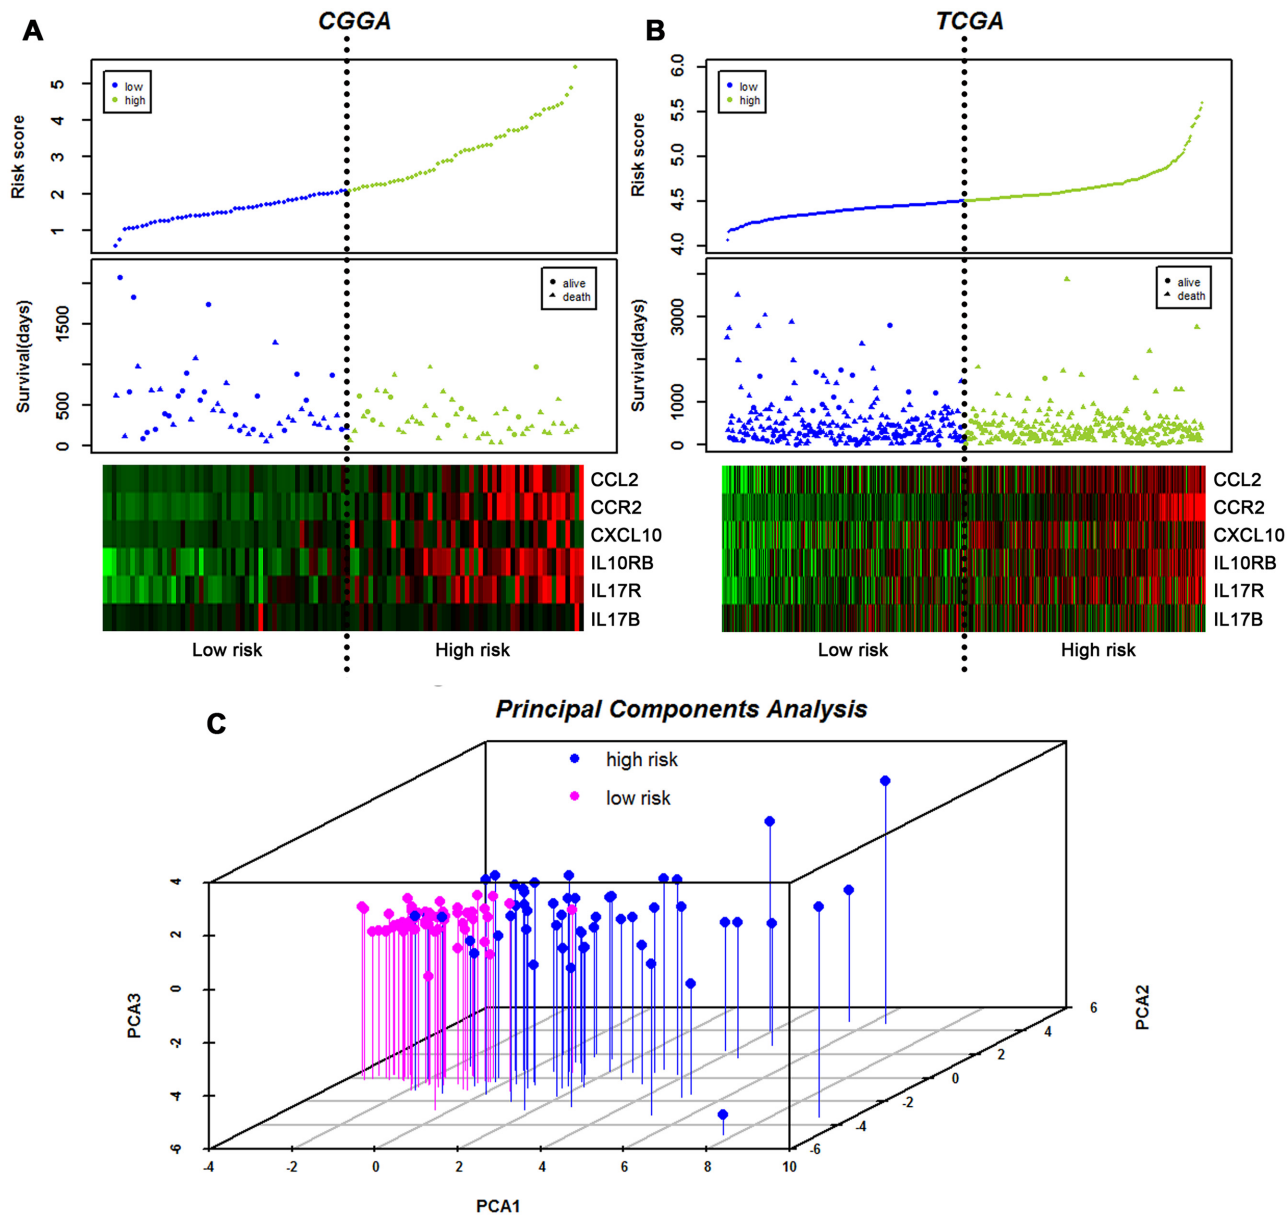 A
CGGA
low
high
Risk score
5
4
3
2
1
alive
death
Survival(days)
1500
500
0
CCL2
CCR2
CXCL10
IL10RB
IL17R
IL17B
Low risk
High risk
B
TCGA
low
high
Risk score
6.0
5.5
5.0
4.5
4.0
alive
death
Survival(days)
3000
1000
0
CCL2
CCR2
CXCL10
IL10RB
IL17R
IL17B
Low risk
High risk
C
Principal Components Analysis
high risk
low risk
PCA3
4
2
0
-2
-4
-6
-4
-2
0
2
4
6
8
10
PCA1
-6
-4
-2
0
2
4
6
PCA2